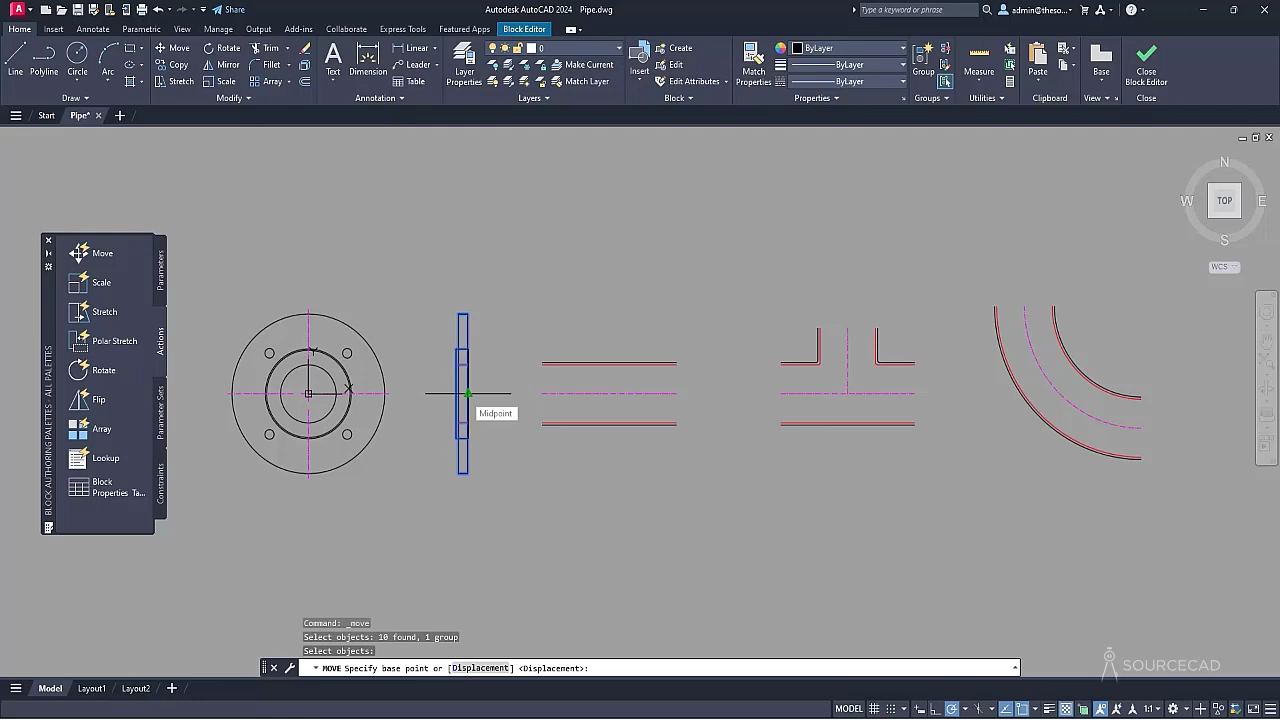 Share
Autodesk AutoCAD 2024 Pipe.dwg
Type a keyword or phrase
admin@theso...
Home Insert Annotate Parametric View Manage Output Add-ins Collaborate Express Tools Featured Apps Block Editor
Line Polyline Circle Arc
Move Rotate Trim
Copy Mirror Fillet
Stretch Scale Array
Text Dimension
Linear
Leader
Table
Layer Properties
0
Make Current
Match Layer
Insert
Create
Edit
Edit Attributes
Match Properties
ByLayer
ByLayer
ByLayer
Group
Measure
Paste
Base
Close Block Editor
Draw Modify Annotation Layers Block Properties Groups Utilities Clipboard View Close
Start Pipe*
N
W TOP E
S
WCS
Move
Scale
Stretch
Polar Stretch
Rotate
Flip
Array
Lookup
Block
Properties Ta...
Parameters
Actions
Parameter Sets
Constraints
BLOCK AUTHORING PALETTES - ALL PALETTES
Y
X
Midpoint
Command: _move
Select objects: 10 found, 1 group
Select objects:
MOVE Specify base point or [Displacement] <Displacement>:
SOURCECAD
Model Layout1 Layout2
MODEL
1:1